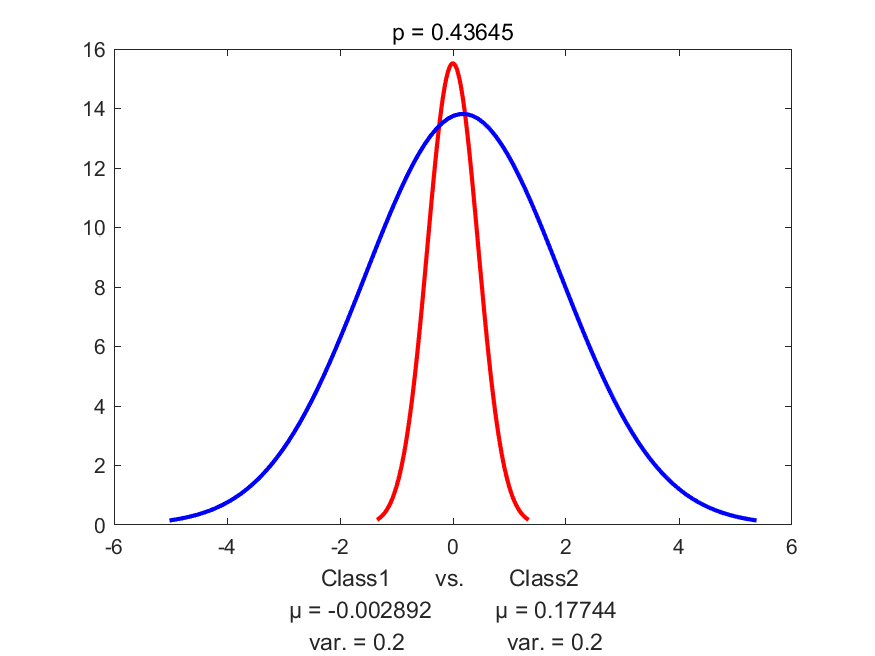 p = 0.43645
16
14
12
10
8
6
4
2
0
-6 -4 -2 0 2 4 6
Class1 vs. Class2
μ = -0.002892 μ = 0.17744
var. = 0.2 var. = 0.2